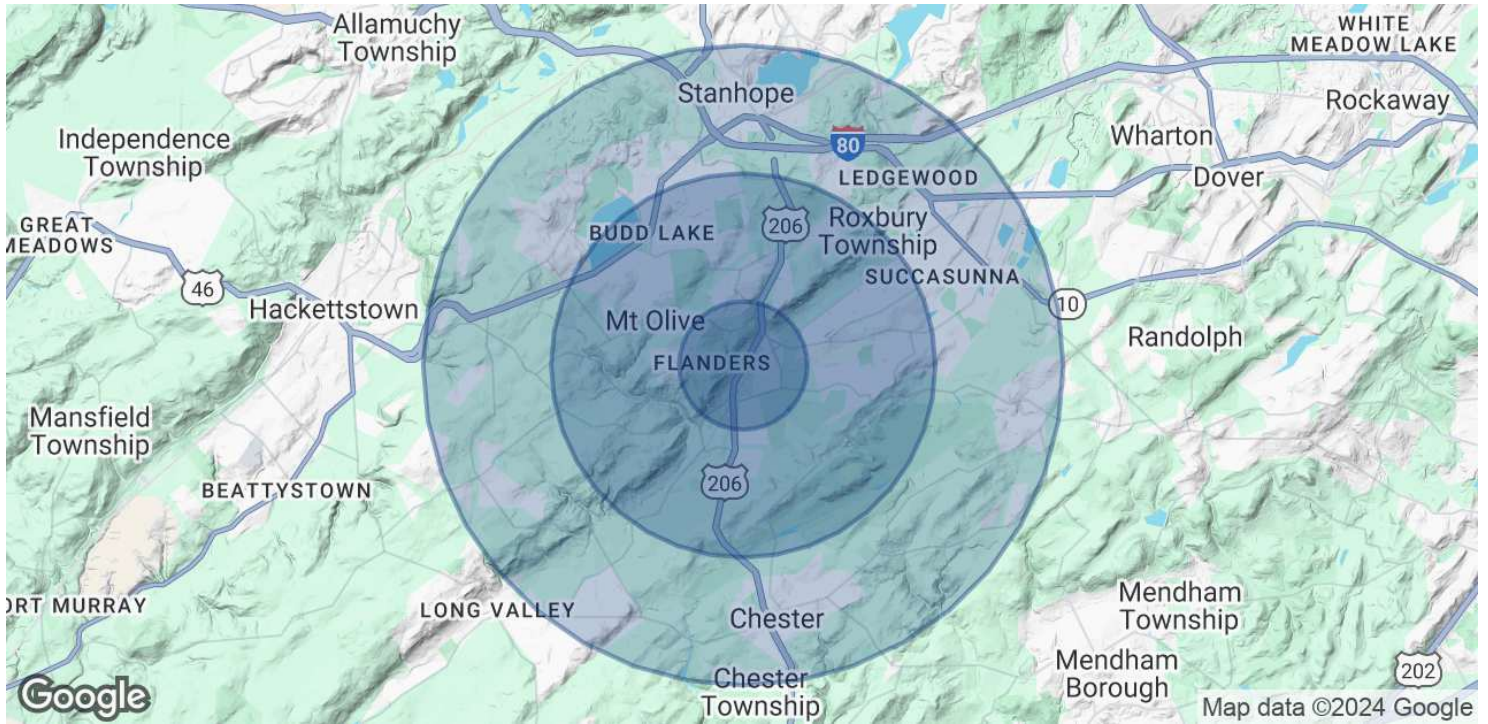 Allamuchy
Township
WHITE
MEADOW LAKE
Stanhope
Rockaway
Independence
Township
Wharton
80
LEDGEWOOD
Dover
GREAT
MEADOWS
BUDD LAKE
206
Roxbury
Township
SUCCASUNNA
46
Hackettstown
Mt Olive
10
Randolph
FLANDERS
Mansfield
Township
206
BEATTYSTOWN
ORT MURRAY
LONG VALLEY
Chester
Mendham
Township
Chester
Township
Mendham
Borough
202
Google
Map data ©2024 Google